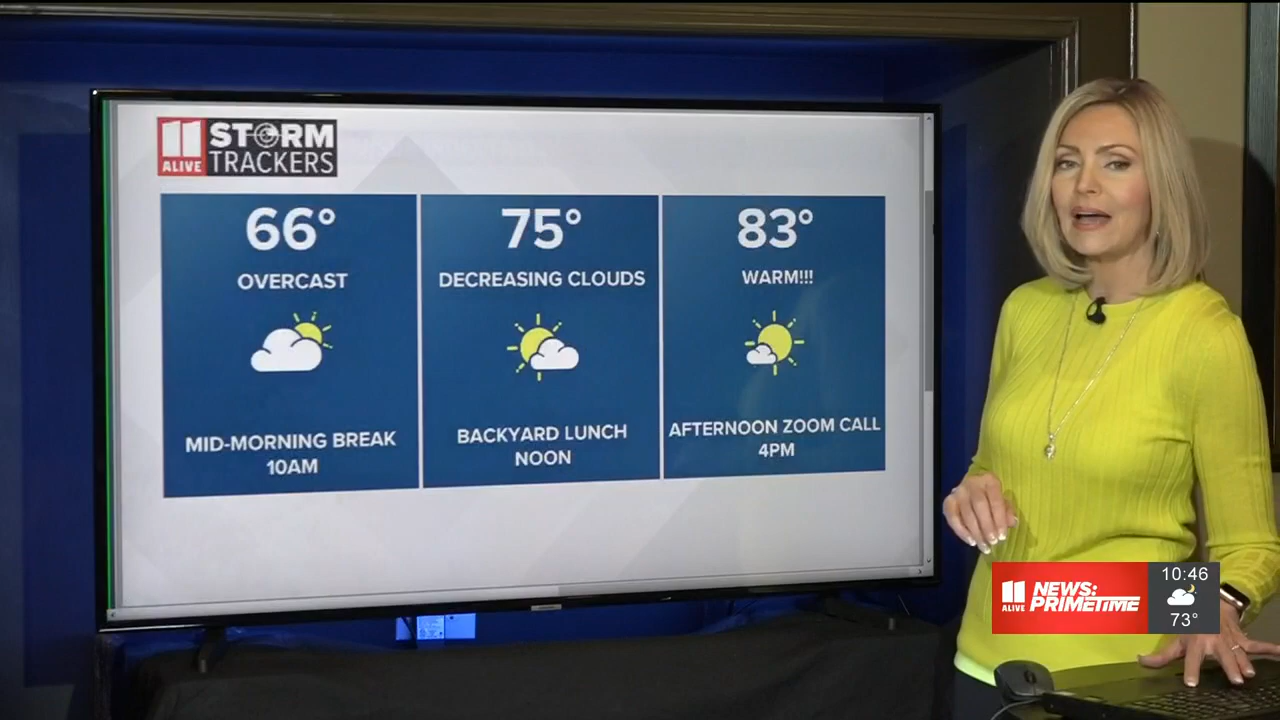 11 ALIVE
STORM
TRACKERS
66°
OVERCAST
MID-MORNING BREAK
10AM
75°
DECREASING CLOUDS
BACKYARD LUNCH
NOON
83°
WARM!!!
AFTERNOON ZOOM CALL
4PM
11 ALIVE
NEWS:
PRIMETIME
10:46
73°